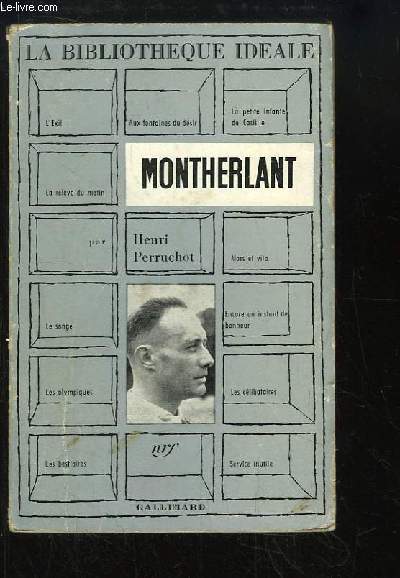 Le-livre.com
LA BIBLIOTHEQUE IDEALE
L'Exil
Aux fontaines du désir
La petite infante
de Castille
La relève du matin
MONTHERLANT
par
Henri
Perruchot
Mors et vita
Le songe
Encore un instant de
bonheur
Les olympiques
Les célibataires
Les bestiaires
nrf
Service inutile
GALLIMARD